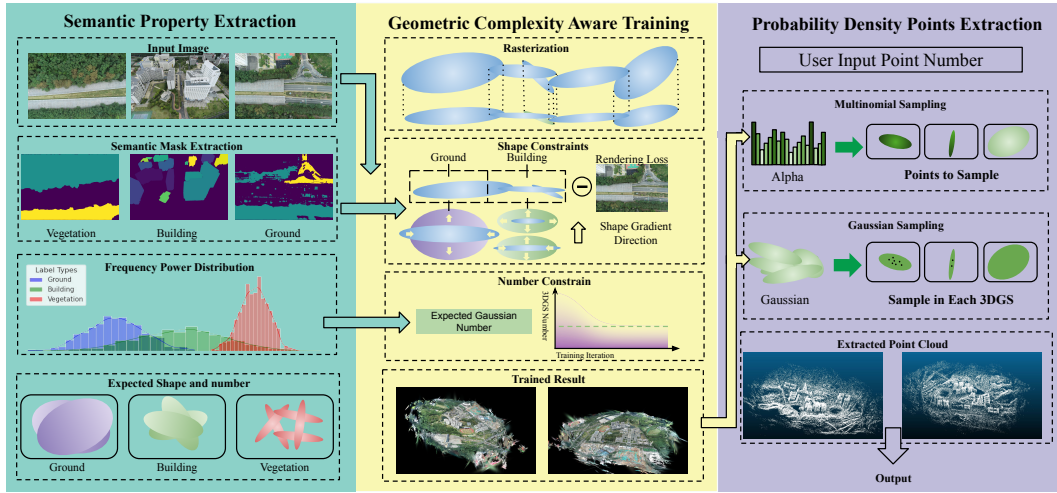 Semantic Property Extraction
Input Image
Semantic Mask Extraction
Vegetation
Building
Ground
Frequency Power Distribution
Label Types
Ground
Building
Vegetation
Expected Shape and number
Ground
Building
Vegetation
Geometric Complexity Aware Training
Rasterization
Shape Constraints
Ground
Building
Rendering Loss
Shape Gradient
Direction
Number Constrain
Expected Gaussian
Number
3DGS Number
Training Iteration
Trained Result
Probability Density Points Extraction
User Input Point Number
Multinomial Sampling
Alpha
Points to Sample
Gaussian Sampling
Gaussian
Sample in Each 3DGS
Extracted Point Cloud
Output